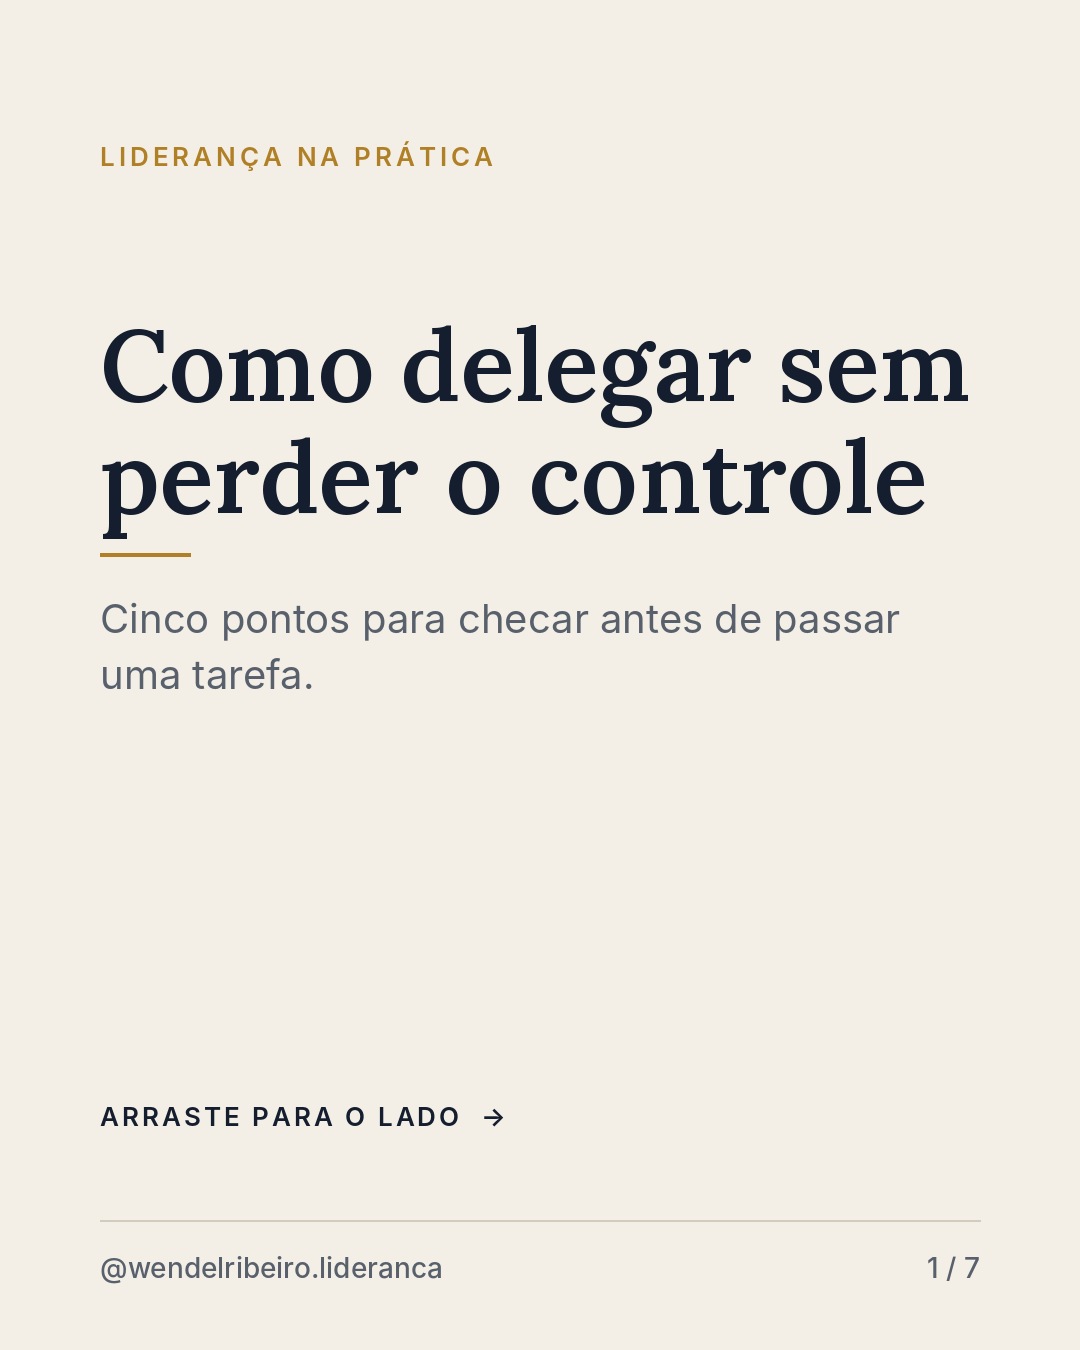 LIDERANÇA NA PRÁTICA
Como delegar sem
perder o controle
Cinco pontos para checar antes de passar
uma tarefa.
ARRASTE PARA O LADO →
@wendelribeiro.lideranca
1 / 7